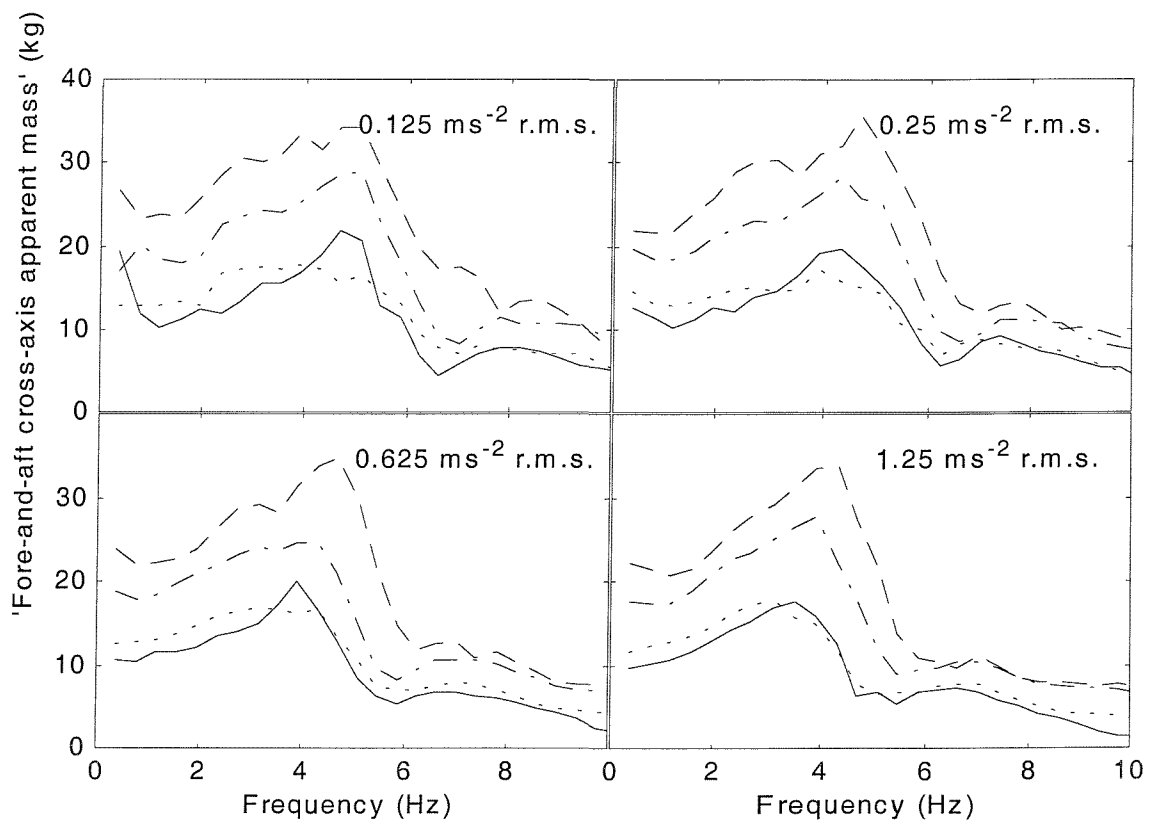 'Fore-and-aft cross-axis apparent mass' (kg)
40
30
20
10
0
0.125 ms⁻² r.m.s.
0.25 ms⁻² r.m.s.
30
20
10
0
0.625 ms⁻² r.m.s.
1.25 ms⁻² r.m.s.
0 2 4 6 8 0 2 4 6 8 10
Frequency (Hz) Frequency (Hz)